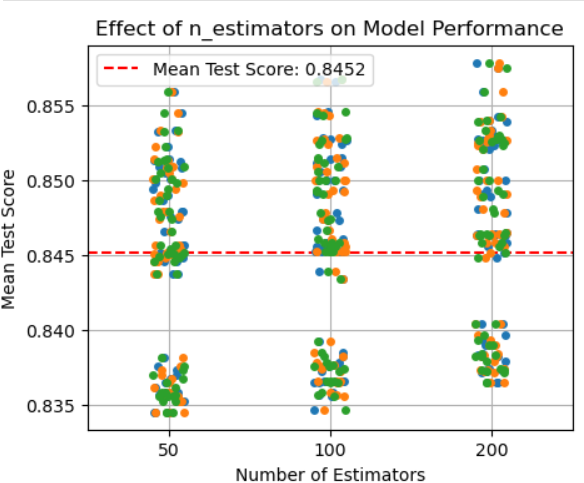 Effect of n_estimators on Model Performance
Mean Test Score: 0.8452
0.855
0.850
0.845
0.840
0.835
Mean Test Score
50 100 200
Number of Estimators